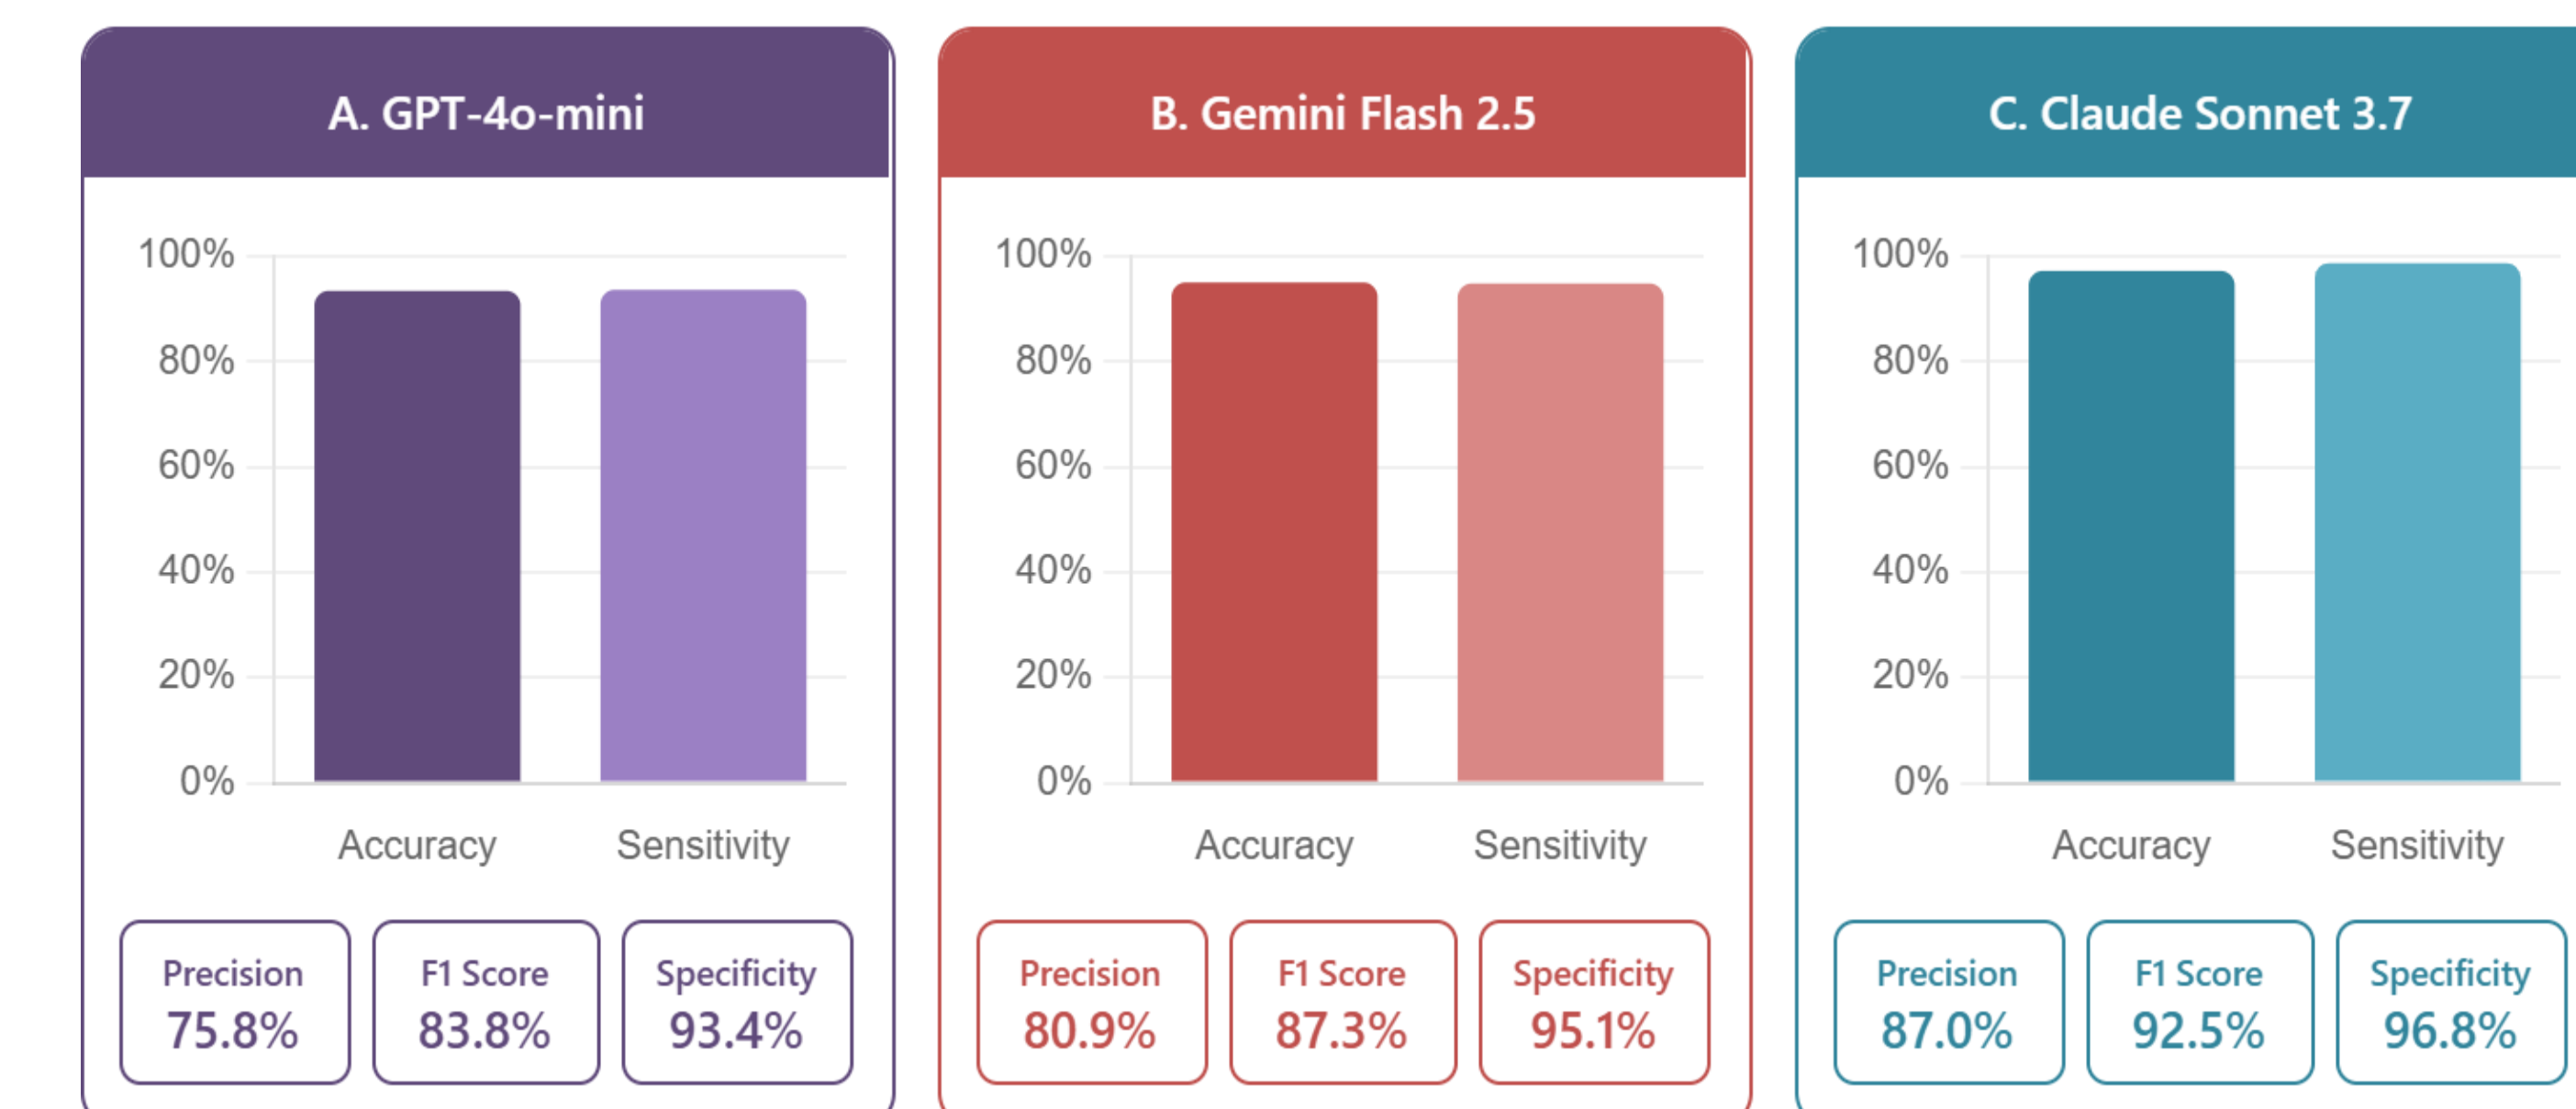 A. GPT-4o-mini
100%
80%
60%
40%
20%
0%
Accuracy Sensitivity
Precision F1 Score Specificity
75.8% 83.8% 93.4%
B. Gemini Flash 2.5
100%
80%
60%
40%
20%
0%
Accuracy Sensitivity
Precision F1 Score Specificity
80.9% 87.3% 95.1%
C. Claude Sonnet 3.7
100%
80%
60%
40%
20%
0%
Accuracy Sensitivity
Precision F1 Score Specificity
87.0% 92.5% 96.8%